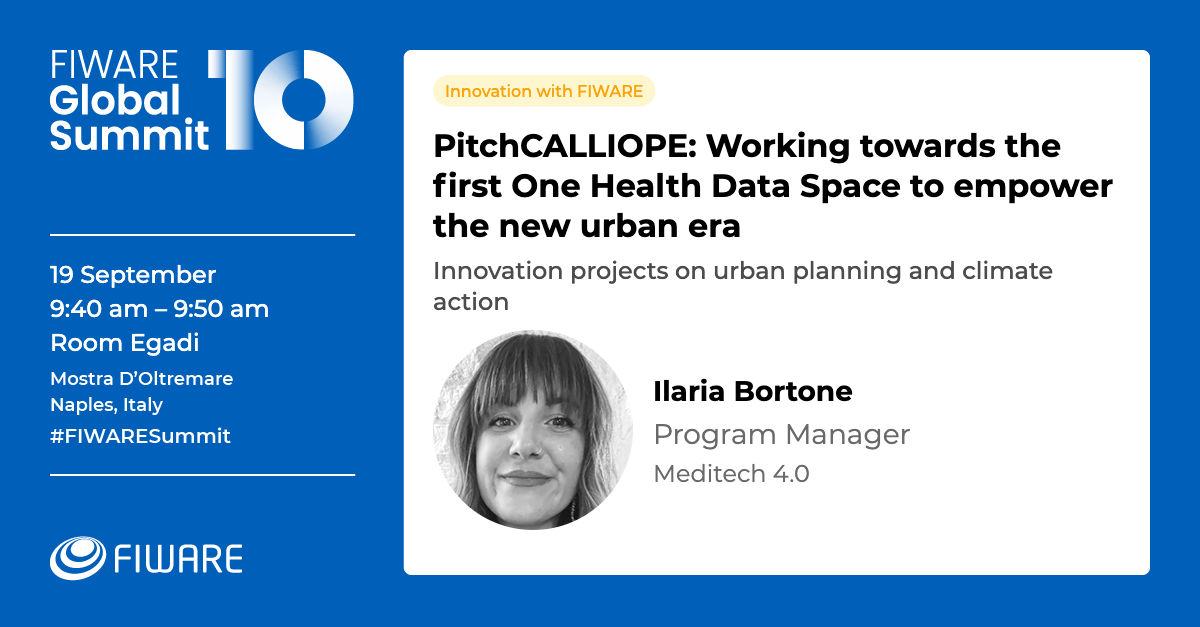 FIWARE
Global
Summit
10
19 September
9:40 am – 9:50 am
Room Egadi
Mostra D’Oltremare
Naples, Italy
#FIWARESummit
FIWARE
Innovation with FIWARE
PitchCALLIOPE: Working towards the
first One Health Data Space to empower
the new urban era
Innovation projects on urban planning and climate
action
Ilaria Bortone
Program Manager
Meditech 4.0